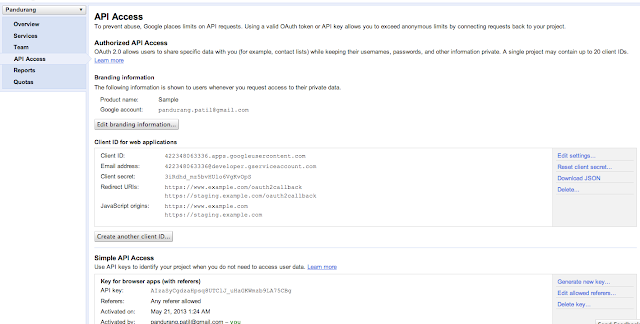 Pandurang
Overview
Services
Team
API Access
Reports
Quotas
API Access
To prevent abuse, Google places limits on API requests. Using a valid OAuth token or API key allows you to exceed anonymous limits by connecting requests back to your project.
Authorized API Access
OAuth 2.0 allows users to share specific data with you (for example, contact lists) while keeping their usernames, passwords, and other information private. A single project may contain up to 20 client IDs.
Learn more
Branding information
The following information is shown to users whenever you request access to their private data.
Product name: Sample
Google account: pandurang.patil@gmail.com
Edit branding information...
Client ID for web applications
Client ID: 422348063336.apps.googleusercontent.com
Email address: 422348063336@developer.gserviceaccount.com
Client secret:
Redirect URIs: https://www.example.com/oauth2callback
https://staging.example.com/oauth2callback
JavaScript origins: https://www.example.com
https://staging.example.com
Edit settings...
Reset client secret...
Download JSON
Delete...
Create another client ID...
Simple API Access
Use API keys to identify your project when you do not need to access user data. Learn more
Key for browser apps (with referers)
API key:
Referers: Any referer allowed
Activated on: May 21, 2013 1:24 AM
Activated by: pandurang.patil@gmail.com – you
Generate new key...
Edit allowed referers...
Delete key...